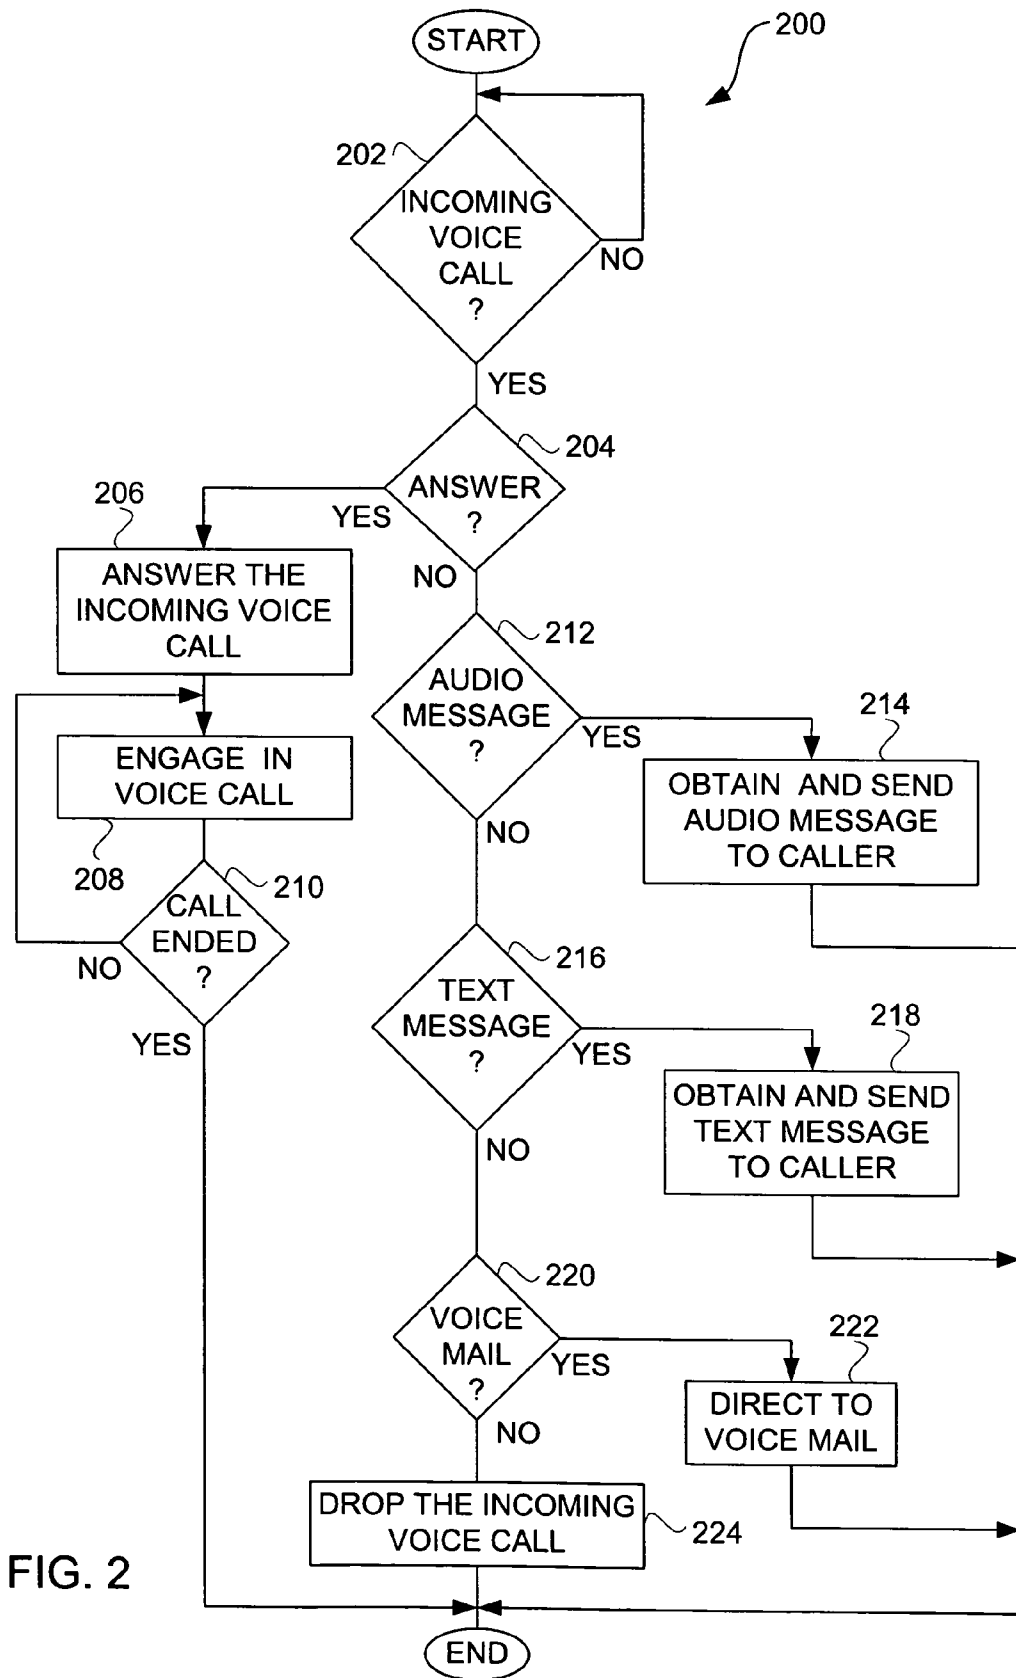 START
200
202
INCOMING
VOICE
CALL
?
NO
YES
204
ANSWER
?
YES
NO
206
ANSWER THE
INCOMING VOICE
CALL
212
AUDIO
MESSAGE
?
YES
NO
214
OBTAIN AND SEND
AUDIO MESSAGE
TO CALLER
ENGAGE IN
VOICE CALL
208
210
CALL
ENDED
?
NO
YES
216
TEXT
MESSAGE
?
YES
NO
218
OBTAIN AND SEND
TEXT MESSAGE
TO CALLER
220
VOICE
MAIL
?
YES
NO
222
DIRECT TO
VOICE MAIL
DROP THE INCOMING
VOICE CALL
224
FIG. 2
END